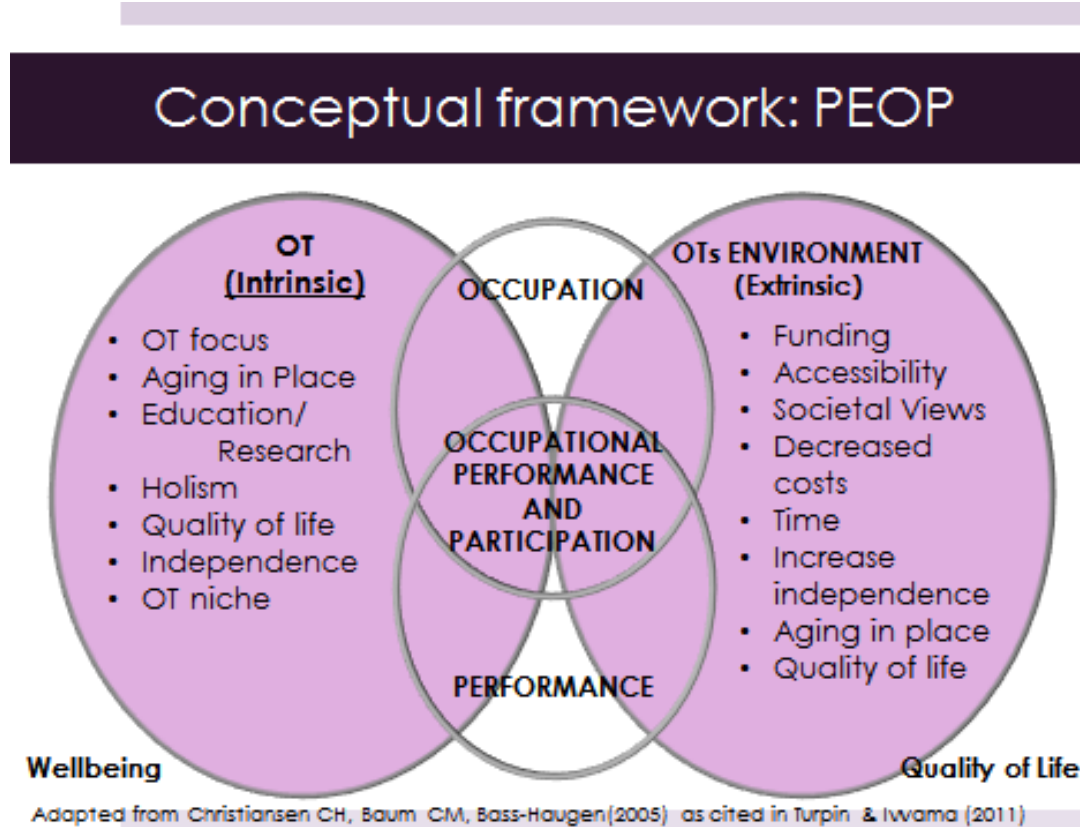 Conceptual framework: PEOP
OT
(Intrinsic)
• OT focus
• Aging in Place
• Education/
Research
• Holism
• Quality of life
• Independence
• OT niche
OCCUPATION
OCCUPATIONAL
PERFORMANCE
AND
PARTICIPATION
PERFORMANCE
OTs ENVIRONMENT
(Extrinsic)
• Funding
• Accessibility
• Societal Views
• Decreased
costs
• Time
• Increase
independence
• Aging in place
• Quality of life
Wellbeing
Quality of Life
Adapted from Christiansen CH, Baum CM, Bass-Haugen(2005) as cited in Turpin & Iwama (2011)